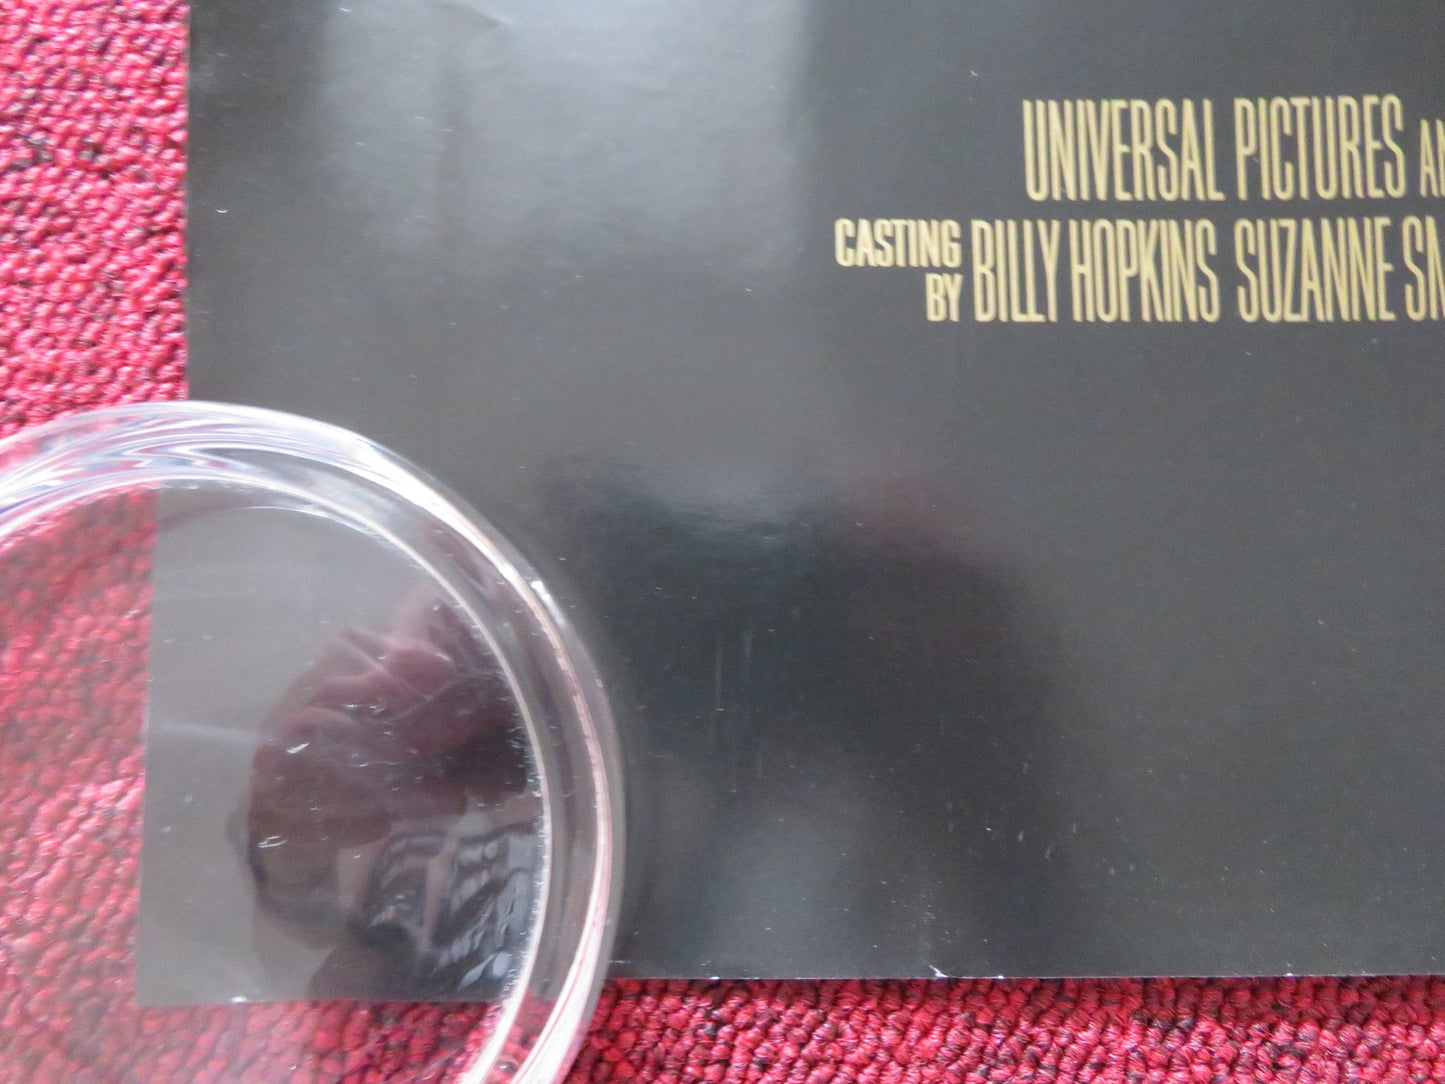 UNIVERSAL PICTURES
CASTING BY BILLY HOPKINS SUZANNE